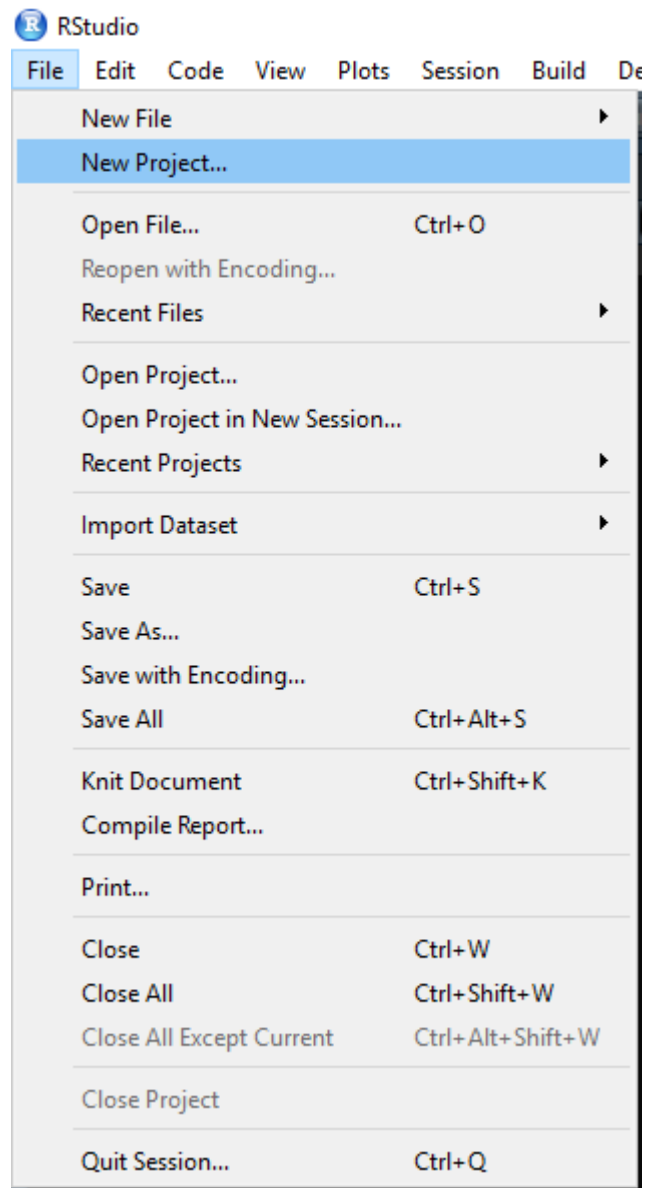 R RStudio
File Edit Code View Plots Session Build De
New File
New Project...
Open File... Ctrl+O
Reopen with Encoding...
Recent Files
Open Project...
Open Project in New Session...
Recent Projects
Import Dataset
Save Ctrl+S
Save As...
Save with Encoding...
Save All Ctrl+Alt+S
Knit Document Ctrl+Shift+K
Compile Report...
Print...
Close Ctrl+W
Close All Ctrl+Shift+W
Close All Except Current Ctrl+Alt+Shift+W
Close Project
Quit Session... Ctrl+Q